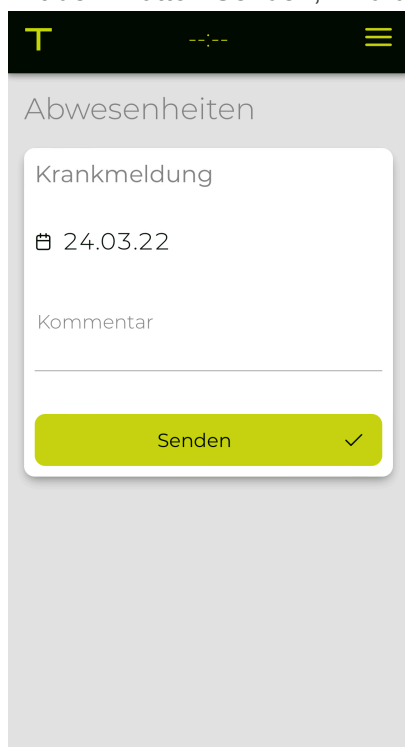 T
--:--
Abwesenheiten
Krankmeldung
24.03.22
Kommentar
Senden